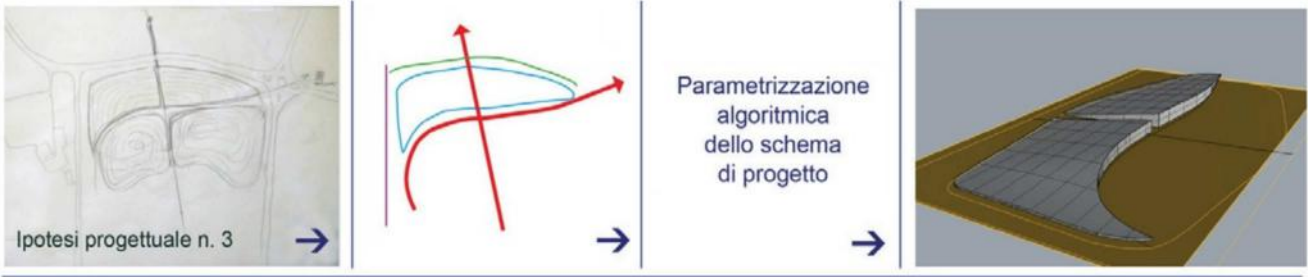 Ipotesi progettuale n. 3
Parametrizzazione
algoritmica
dello schema
di progetto